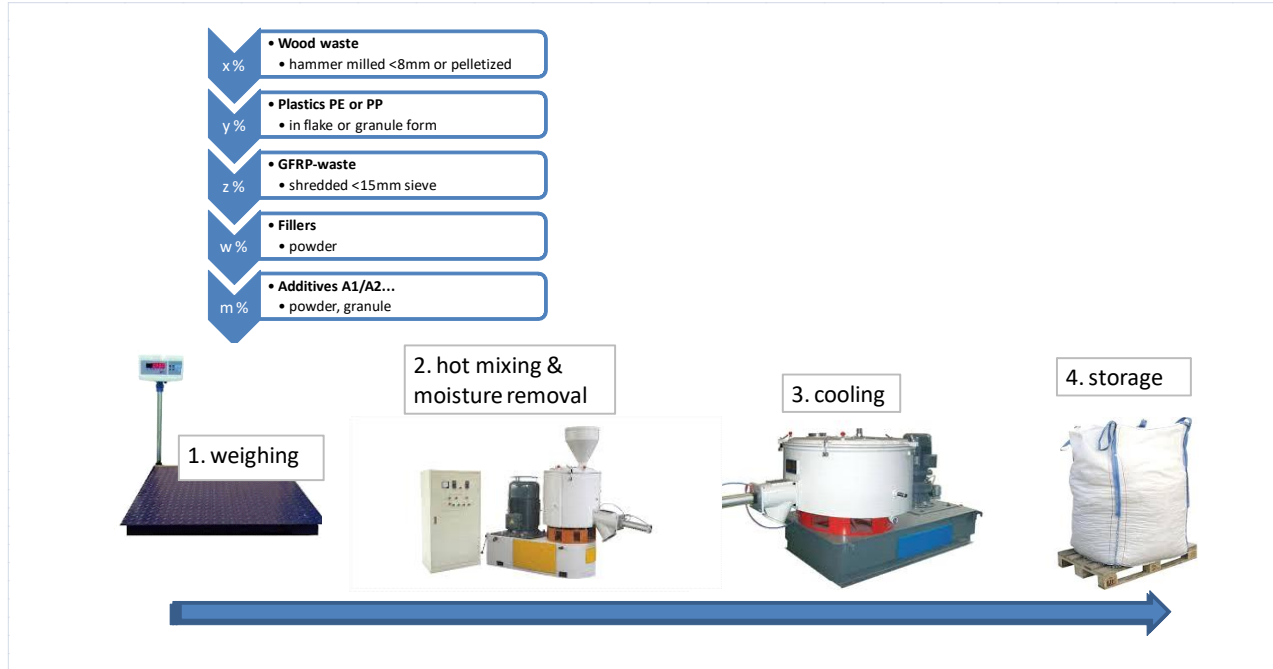 x %
• Wood waste
• hammer milled <8mm or pelletized
y %
• Plastics PE or PP
• in flake or granule form
z %
• GFRP-waste
• shredded <15mm sieve
w %
• Fillers
• powder
m %
• Additives A1/A2...
• powder, granule
1. weighing
2. hot mixing &
moisture removal
3. cooling
4. storage